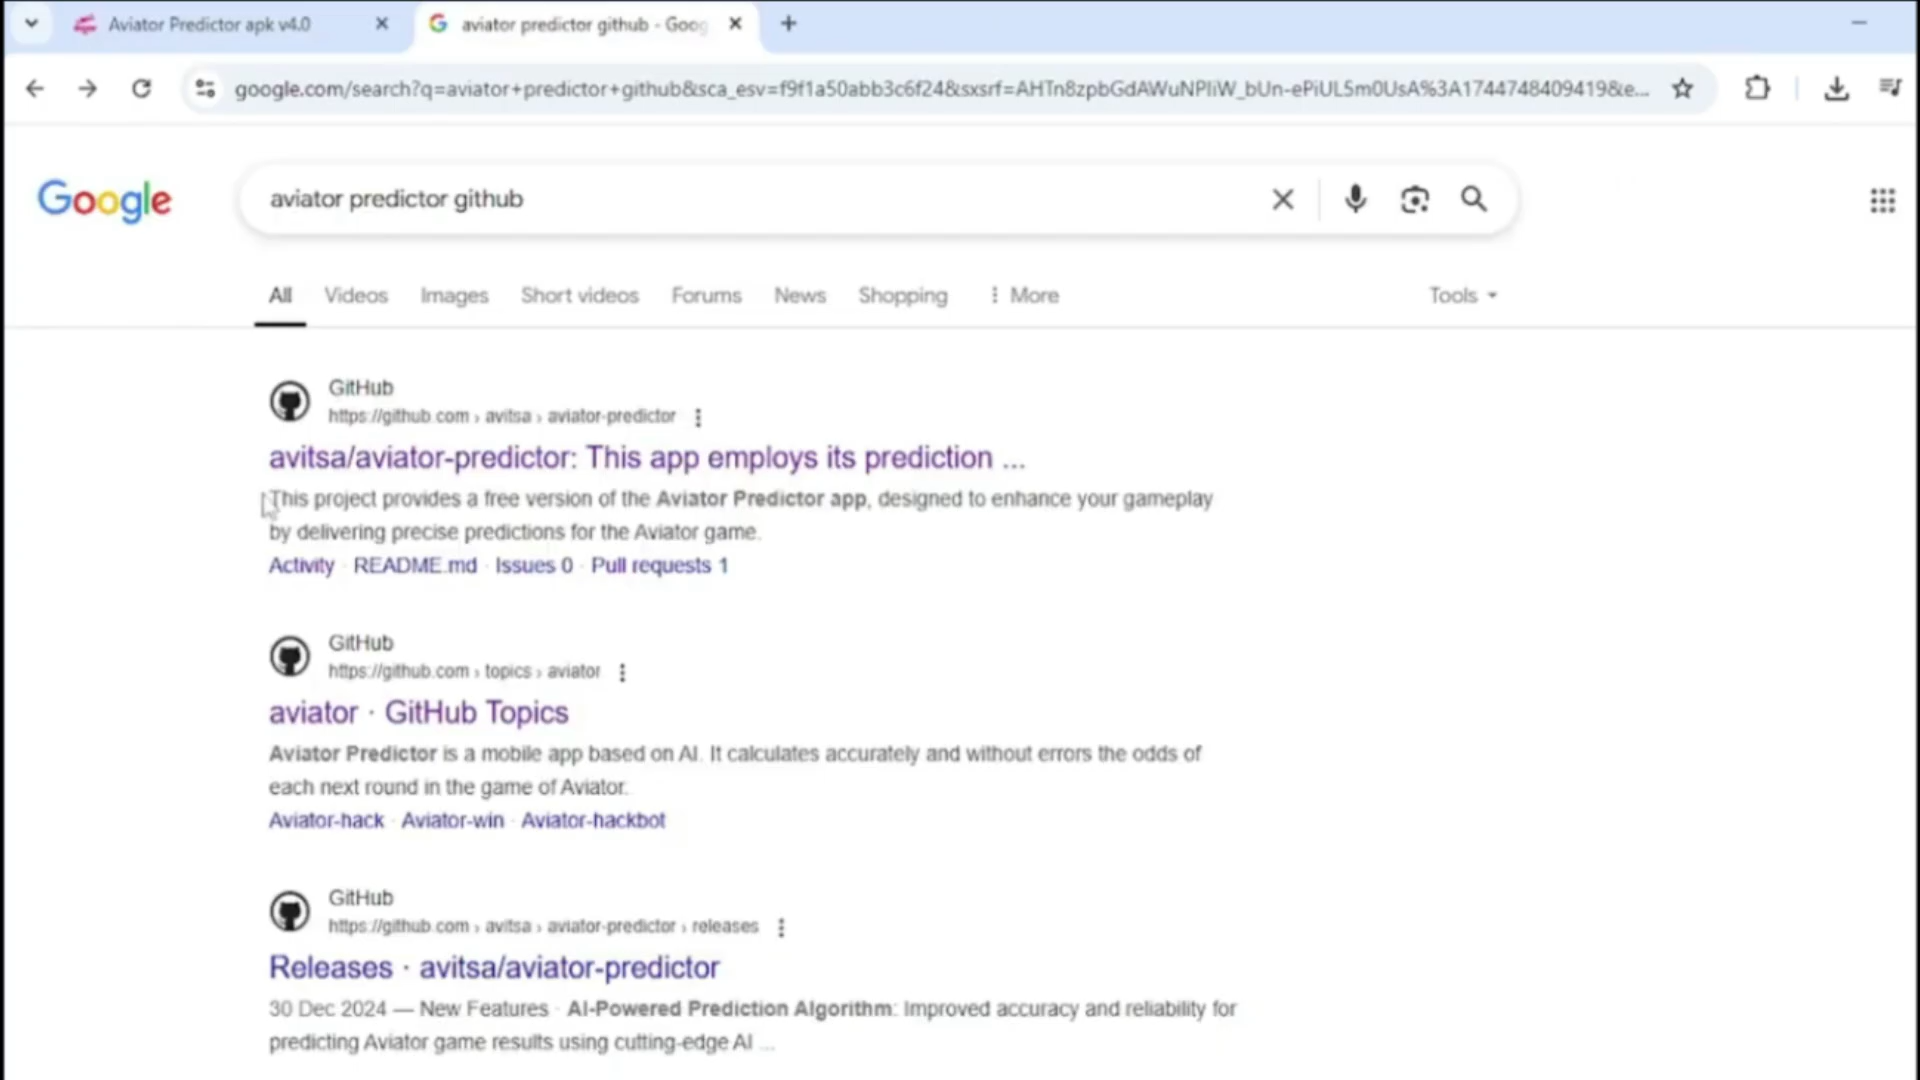 Aviator Predictor apk v4.0
aviator predictor github - Goog
google.com/search?q=aviator+predictor+github&sca_esv=f9f1a50abb3c6f24&sxsrf=AHTn8zpbGdAWuNPIiW_bUn-ePiUL5m0UsA%3A1744748409419&e...
Google
aviator predictor github
All Videos Images Short videos Forums News Shopping More Tools
GitHub
https://github.com › avitsa › aviator-predictor
avitsa/aviator-predictor: This app employs its prediction ...
This project provides a free version of the Aviator Predictor app, designed to enhance your gameplay
by delivering precise predictions for the Aviator game.
Activity · README.md · Issues 0 · Pull requests 1
GitHub
https://github.com › topics › aviator
aviator · GitHub Topics
Aviator Predictor is a mobile app based on AI. It calculates accurately and without errors the odds of
each next round in the game of Aviator.
Aviator-hack · Aviator-win · Aviator-hackbot
GitHub
https://github.com › avitsa › aviator-predictor › releases
Releases · avitsa/aviator-predictor
30 Dec 2024 — New Features · AI-Powered Prediction Algorithm: Improved accuracy and reliability for
predicting Aviator game results using cutting-edge AI ...